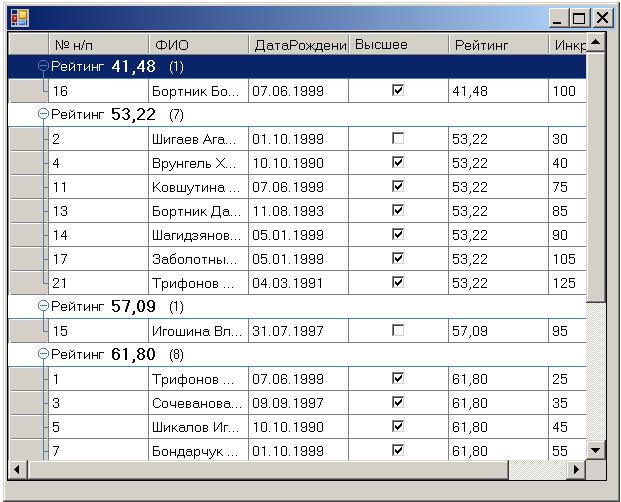 № п/п ФИО ДатаРождени Высшее Рейтинг Инкр
Рейтинг 41,48 (1)
16 Бортник Бо... 07.06.1999 41,48 100
Рейтинг 53,22 (7)
2 Шигаев Ага... 01.10.1999 53,22 30
4 Врунгель Х... 10.10.1990 53,22 40
11 Ковшутина ... 07.06.1999 53,22 75
13 Бортник Да... 11.08.1993 53,22 85
14 Шагидзянов... 05.01.1999 53,22 90
17 Заболотны... 05.01.1999 53,22 105
21 Трифонов ... 04.03.1991 53,22 125
Рейтинг 57,09 (1)
15 Игошина Вл... 31.07.1997 57,09 95
Рейтинг 61,80 (8)
1 Трифонов ... 07.06.1999 61,80 25
3 Сочеванова... 09.09.1997 61,80 35
5 Шикалов Иг... 10.10.1990 61,80 45
7 Бондарчук ... 01.10.1999 61,80 55